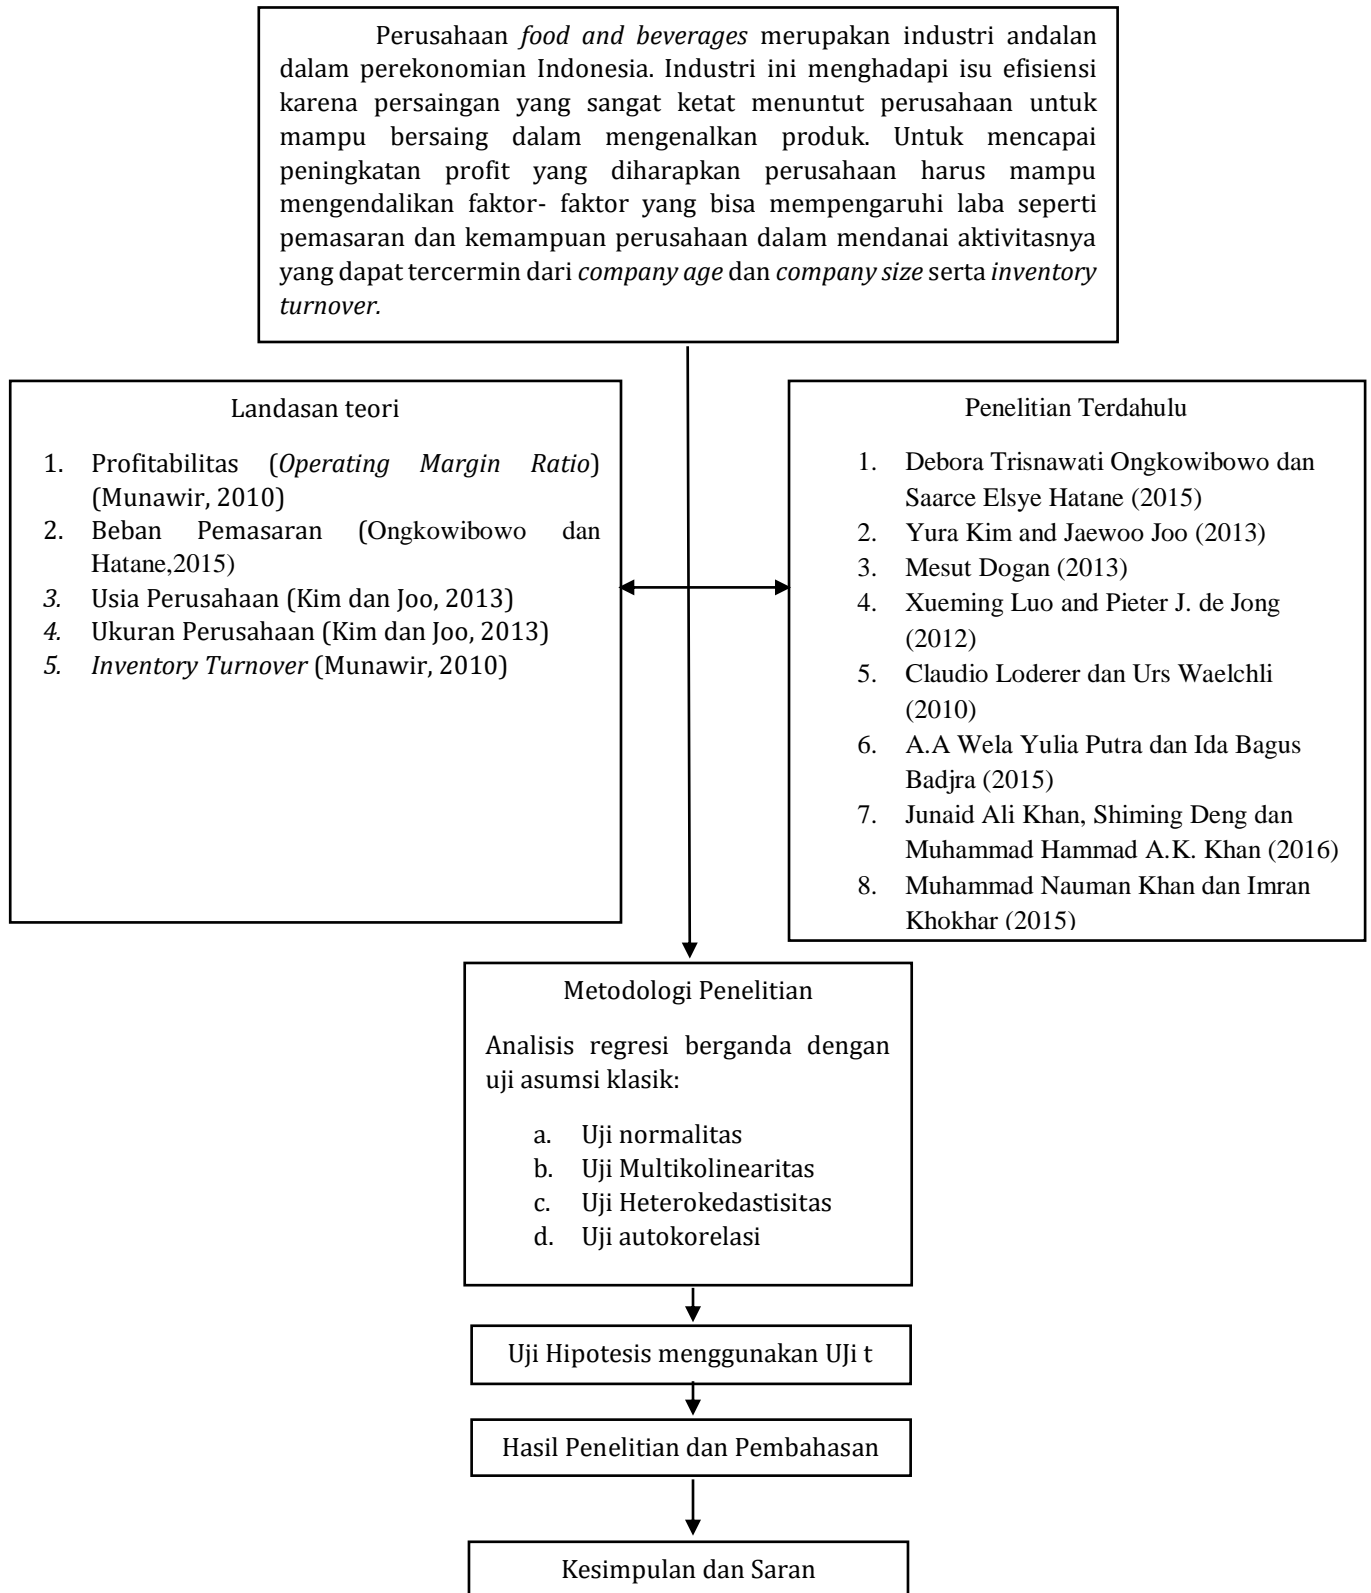 Perusahaan food and beverages merupakan industri andalan
dalam perekonomian Indonesia. Industri ini menghadapi isu efisiensi
karena persaingan yang sangat ketat menuntut perusahaan untuk
mampu bersaing dalam mengenalkan produk. Untuk mencapai
peningkatan profit yang diharapkan perusahaan harus mampu
mengendalikan faktor- faktor yang bisa mempengaruhi laba seperti
pemasaran dan kemampuan perusahaan dalam mendanai aktivitasnya
yang dapat tercermin dari company age dan company size serta inventory
turnover.
Landasan teori
1. Profitabilitas (Operating Margin Ratio)
(Munawir, 2010)
2. Beban Pemasaran (Ongkowibowo dan
Hatane,2015)
3. Usia Perusahaan (Kim dan Joo, 2013)
4. Ukuran Perusahaan (Kim dan Joo, 2013)
5. Inventory Turnover (Munawir, 2010)
Penelitian Terdahulu
1. Debora Trisnawati Ongkowibowo dan
Saarce Elsye Hatane (2015)
2. Yura Kim and Jaewoo Joo (2013)
3. Mesut Dogan (2013)
4. Xueming Luo and Pieter J. de Jong
(2012)
5. Claudio Loderer dan Urs Waelchli
(2010)
6. A.A Wela Yulia Putra dan Ida Bagus
Badjra (2015)
7. Junaid Ali Khan, Shiming Deng dan
Muhammad Hammad A.K. Khan (2016)
8. Muhammad Nauman Khan dan Imran
Khokhar (2015)
Metodologi Penelitian
Analisis regresi berganda dengan
uji asumsi klasik:
a. Uji normalitas
b. Uji Multikolinearitas
c. Uji Heterokedastisitas
d. Uji autokorelasi
Uji Hipotesis menggunakan UJi t
Hasil Penelitian dan Pembahasan
Kesimpulan dan Saran